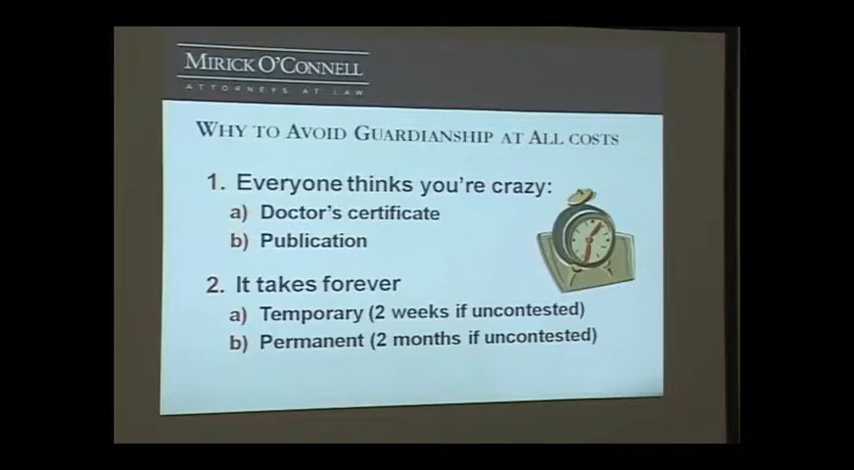 MIRICK O'CONNELL
ATTORNEYS AT LAW
WHY TO AVOID GUARDIANSHIP AT ALL COSTS
1. Everyone thinks you're crazy:
a) Doctor's certificate
b) Publication
2. It takes forever
a) Temporary (2 weeks if uncontested)
b) Permanent (2 months if uncontested)